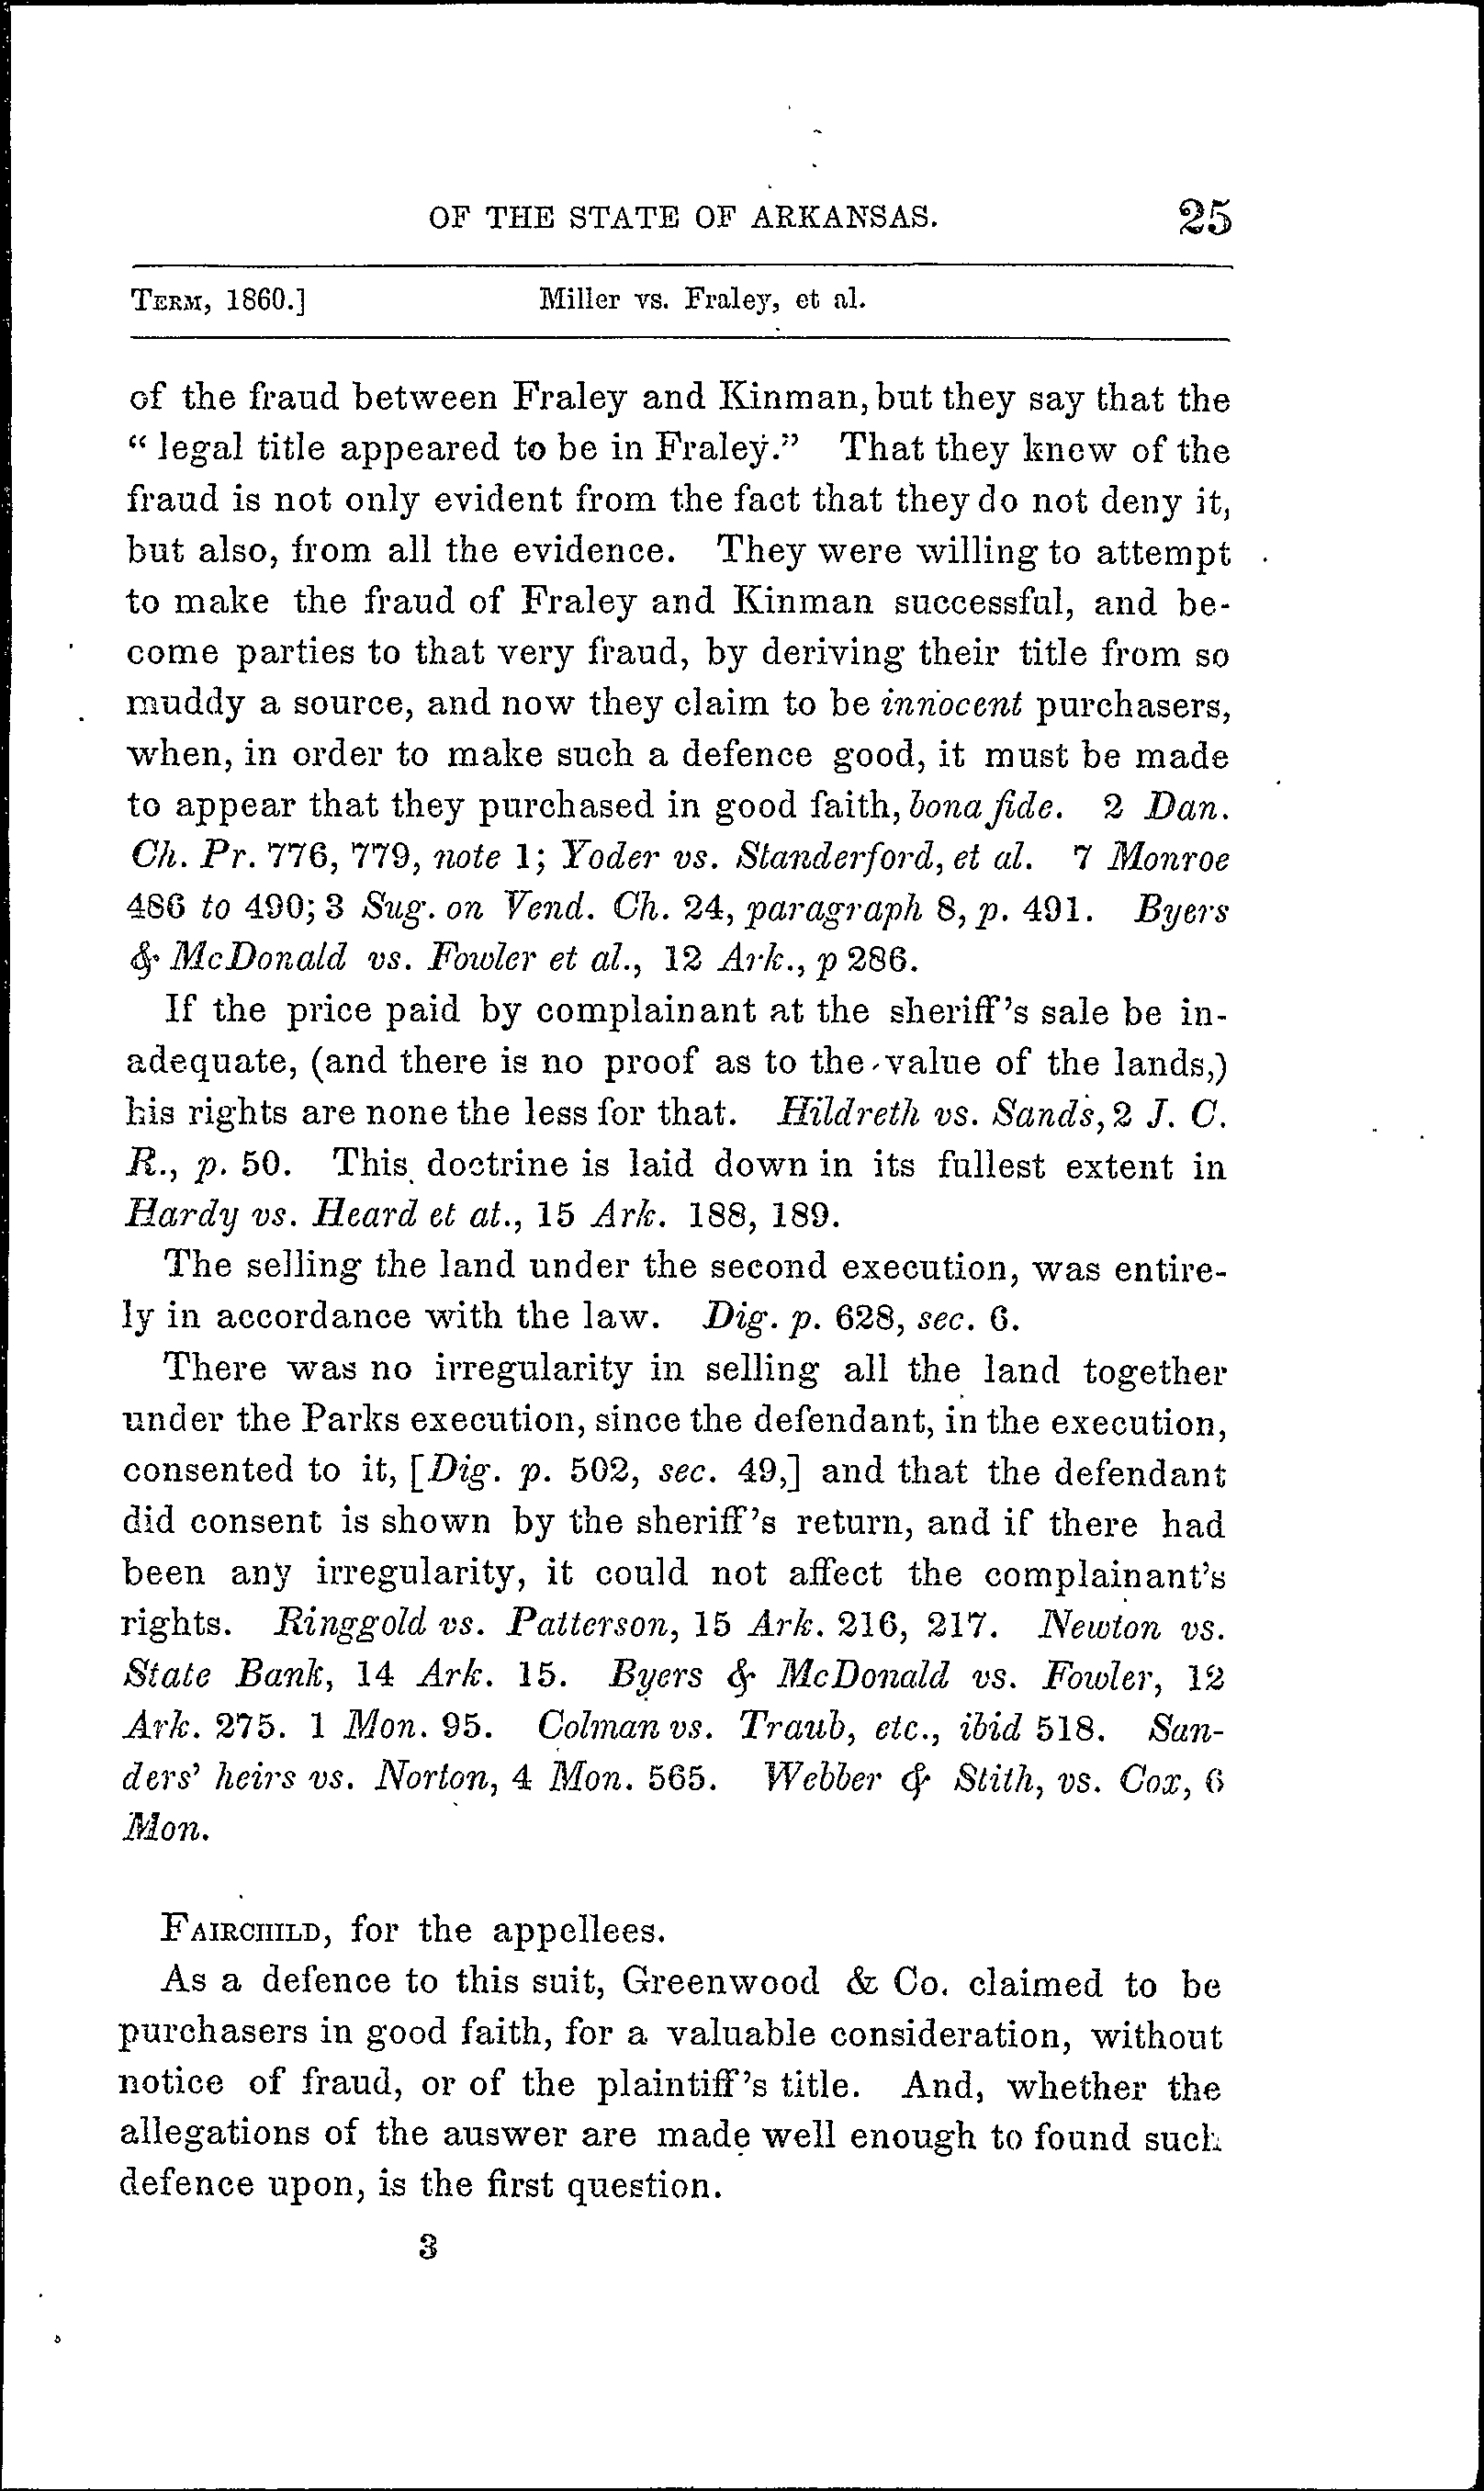 OF THE STATE OF ARKANSAS. 25
TERM, 1860.] Miller vs. Fraley, et al.
of the fraud between Fraley and Kinman, but they say that the
“ legal title appeared to be in Fraley.” That they knew of the
fraud is not only evident from the fact that they do not deny it,
but also, from all the evidence. They were willing to attempt
to make the fraud of Fraley and Kinman successful, and be-
come parties to that very fraud, by deriving their title from so
muddy a source, and now they claim to be innocent purchasers,
when, in order to make such a defence good, it must be made
to appear that they purchased in good faith, bona fide. 2 Dan.
Ch. Pr. 776, 779, note 1; Yoder vs. Standerford, et al. 7 Monroe
486 to 490; 3 Sug. on Vend. Ch. 24, paragraph 8, p. 491. Byers
& McDonald vs. Fowler et al., 12 Ark., p 286.
If the price paid by complainant at the sheriff’s sale be in-
adequate, (and there is no proof as to the value of the lands,)
his rights are none the less for that. Hildreth vs. Sands, 2 J. C.
R., p. 50. This doctrine is laid down in its fullest extent in
Hardy vs. Heard et at., 15 Ark. 188, 189.
The selling the land under the second execution, was entire-
ly in accordance with the law. Dig. p. 628, sec. 6.
There was no irregularity in selling all the land together
under the Parks execution, since the defendant, in the execution,
consented to it, [Dig. p. 502, sec. 49,] and that the defendant
did consent is shown by the sheriff’s return, and if there had
been any irregularity, it could not affect the complainant’s
rights. Ringgold vs. Patterson, 15 Ark. 216, 217. Newton vs.
State Bank, 14 Ark. 15. Byers & McDonald vs. Fowler, 12
Ark. 275. 1 Mon. 95. Colman vs. Traub, etc., ibid 518. San-
ders’ heirs vs. Norton, 4 Mon. 565. Webber & Stith, vs. Cox, 6
Mon.
FAIRCHILD, for the appellees.
As a defence to this suit, Greenwood & Co. claimed to be
purchasers in good faith, for a valuable consideration, without
notice of fraud, or of the plaintiff’s title. And, whether the
allegations of the auswer are made well enough to found such
defence upon, is the first question.
3